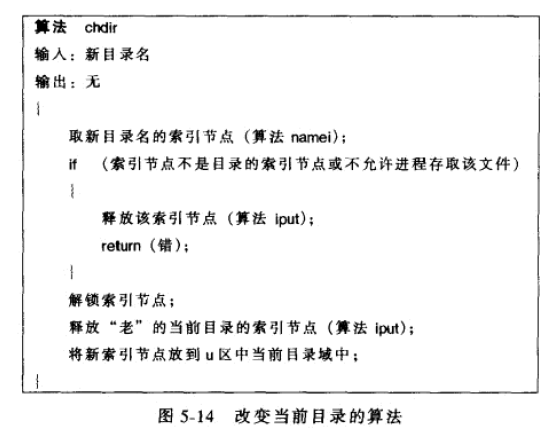 算法 chdir
输入：新目录名
输出：无
{
取新目录名的索引节点（算法 namei）；
if （索引节点不是目录的索引节点或不允许进程存取该文件）
{
释放该索引节点（算法 iput）；
return（错）；
}
解锁索引节点；
释放“老”的当前目录的索引节点（算法 iput）；
将新索引节点放到 u 区中当前目录域中；
}
图 5-14 改变当前目录的算法